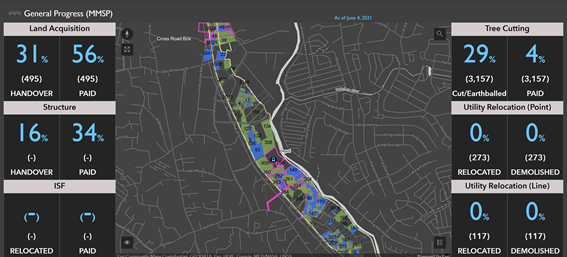 General Progress (MMSP)
As of June 4, 2021
Land Acquisition
31% 56%
(495) (495)
HANDOVER PAID
Structure
16% 34%
(-) (-)
HANDOVER PAID
ISF
(-) (-)
(-) (-)
RELOCATED PAID
Cross Road Box
Tree Cutting
29% 4%
(3,157) (3,157)
Cut/Earthballed PAID
Utility Relocation (Point)
0% 0%
(273) (273)
RELOCATED DEMOLISHED
Utility Relocation (Line)
0% 0%
(117) (117)
RELOCATED DEMOLISHED